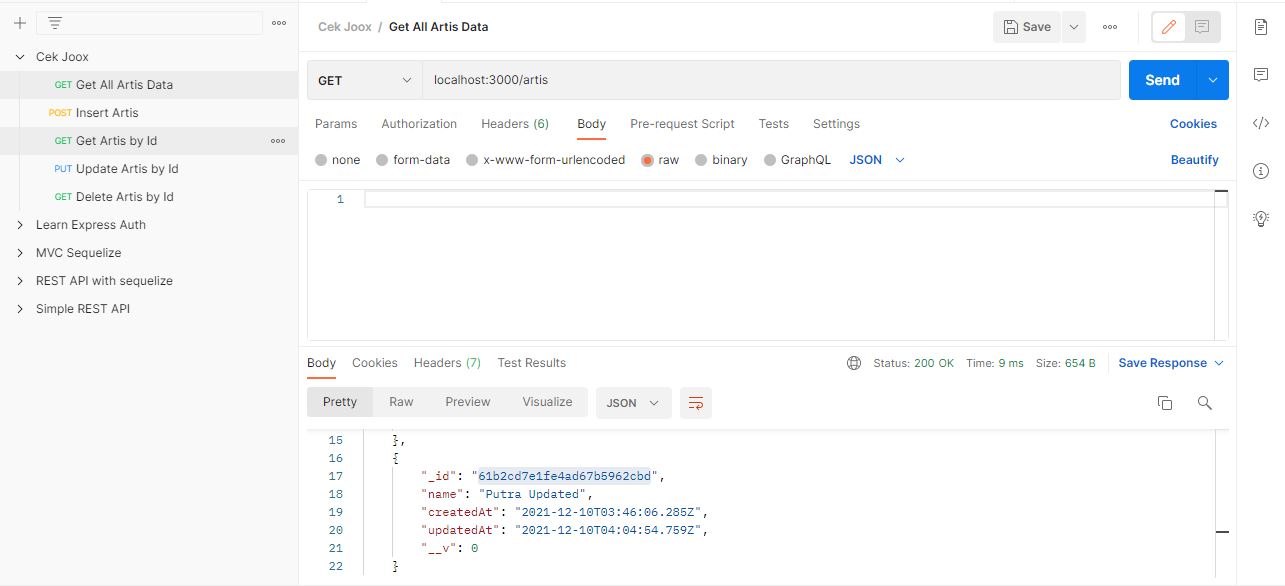 Cek Joox
GET Get All Artis Data
POST Insert Artis
GET Get Artis by Id
PUT Update Artis by Id
GET Delete Artis by Id
Learn Express Auth
MVC Sequelize
REST API with sequelize
Simple REST API
Cek Joox / Get All Artis Data
Save
GET localhost:3000/artis Send
Params Authorization Headers (6) Body Pre-request Script Tests Settings Cookies
none form-data x-www-form-urlencoded raw binary GraphQL JSON Beautify
1
Body Cookies Headers (7) Test Results Status: 200 OK Time: 9 ms Size: 654 B Save Response
Pretty Raw Preview Visualize JSON
15 },
16 {
17 "_id": "61b2cd7e1fe4ad67b5962cbd",
18 "name": "Putra Updated",
19 "createdAt": "2021-12-10T03:46:06.285Z",
20 "updatedAt": "2021-12-10T04:04:54.759Z",
21 "__v": 0
22 }